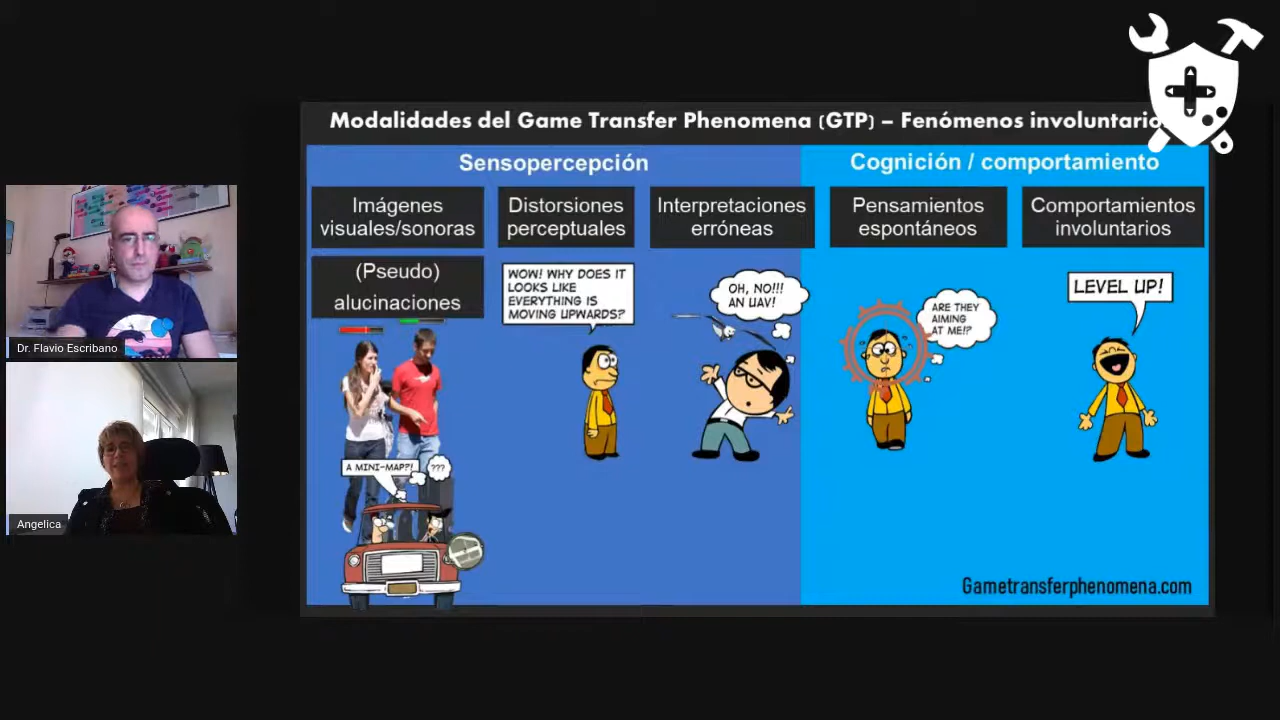 Modalidades del Game Transfer Phenomena (GTP) – Fenómenos involuntario
Sensopercepción
Cognición / comportamiento
Imágenes
visuales/sonoras
Distorsiones
perceptuales
Interpretaciones
erróneas
Pensamientos
espontáneos
Comportamientos
involuntarios
(Pseudo)
alucinaciones
WOW! WHY DOES IT
LOOKS LIKE
EVERYTHING IS
MOVING UPWARDS?
OH, NO!!!
AN UAV!
ARE THEY
AIMING
AT ME!?
LEVEL UP!
A MINI-MAP?!
???
Dr. Flavio Escribano
Angelica
Gametransferphenomena.com